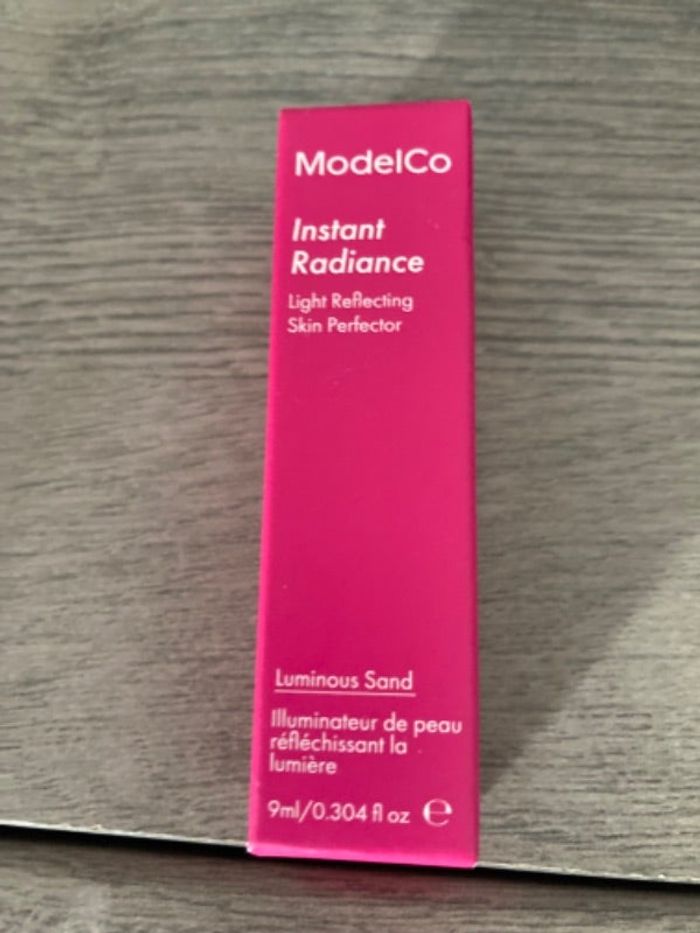 ModelCo
Instant
Radiance
Light Reflecting
Skin Perfector
Luminous Sand
Illuminateur de peau
réfléchissant la
lumière
9ml/0.304 fl oz ℮